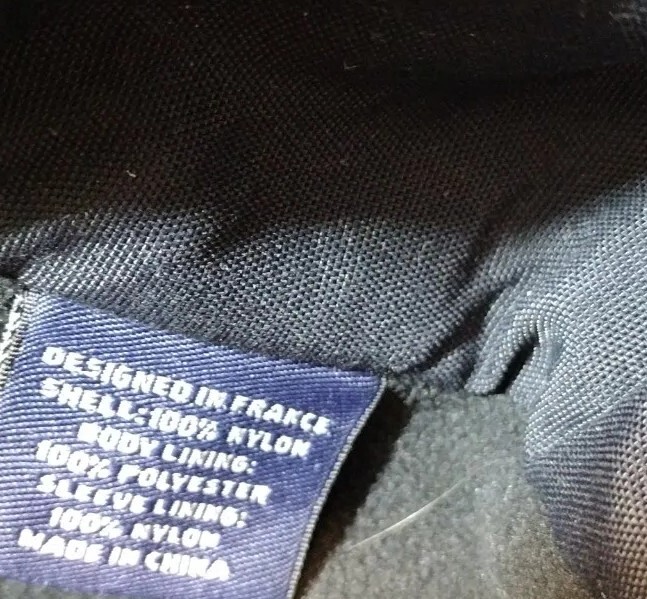 DESIGNED IN FRANCE
SHELL:100% NYLON
BODY LINING:
100% POLYESTER
SLEEVE LINING:
100% NYLON
MADE IN CHINA